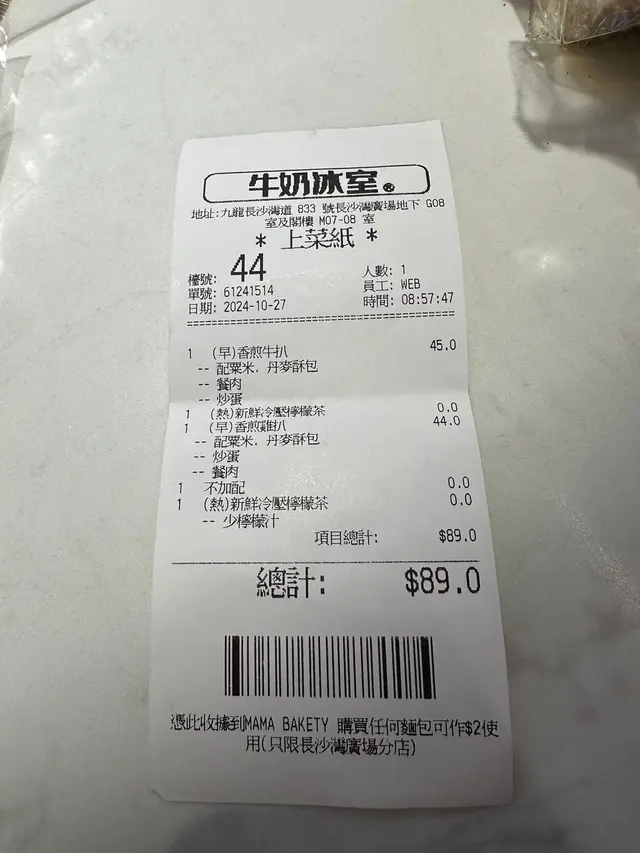 牛奶冰室®
地址:九龍長沙灣道 833 號長沙灣廣場地下 G08
室及閣樓 M07-08 室
* 上菜紙 *
檯號: 44 人數: 1
單號: 61241514 員工: WEB
日期: 2024-10-27 時間: 08:57:47
1 (早)香煎牛扒 45.0
-- 配粟米, 丹麥酥包
-- 餐肉
-- 炒蛋
1 (熱)新鮮冷壓檸檬茶 0.0
1 (早)香煎雞扒 44.0
-- 配粟米, 丹麥酥包
-- 炒蛋
-- 餐肉
1 不加配 0.0
1 (熱)新鮮冷壓檸檬茶 0.0
-- 少檸檬汁
項目總計: $89.0
總計: $89.0
憑此收據到MAMA BAKETY 購買任何麵包可作$2使
用(只限長沙灣廣場分店)